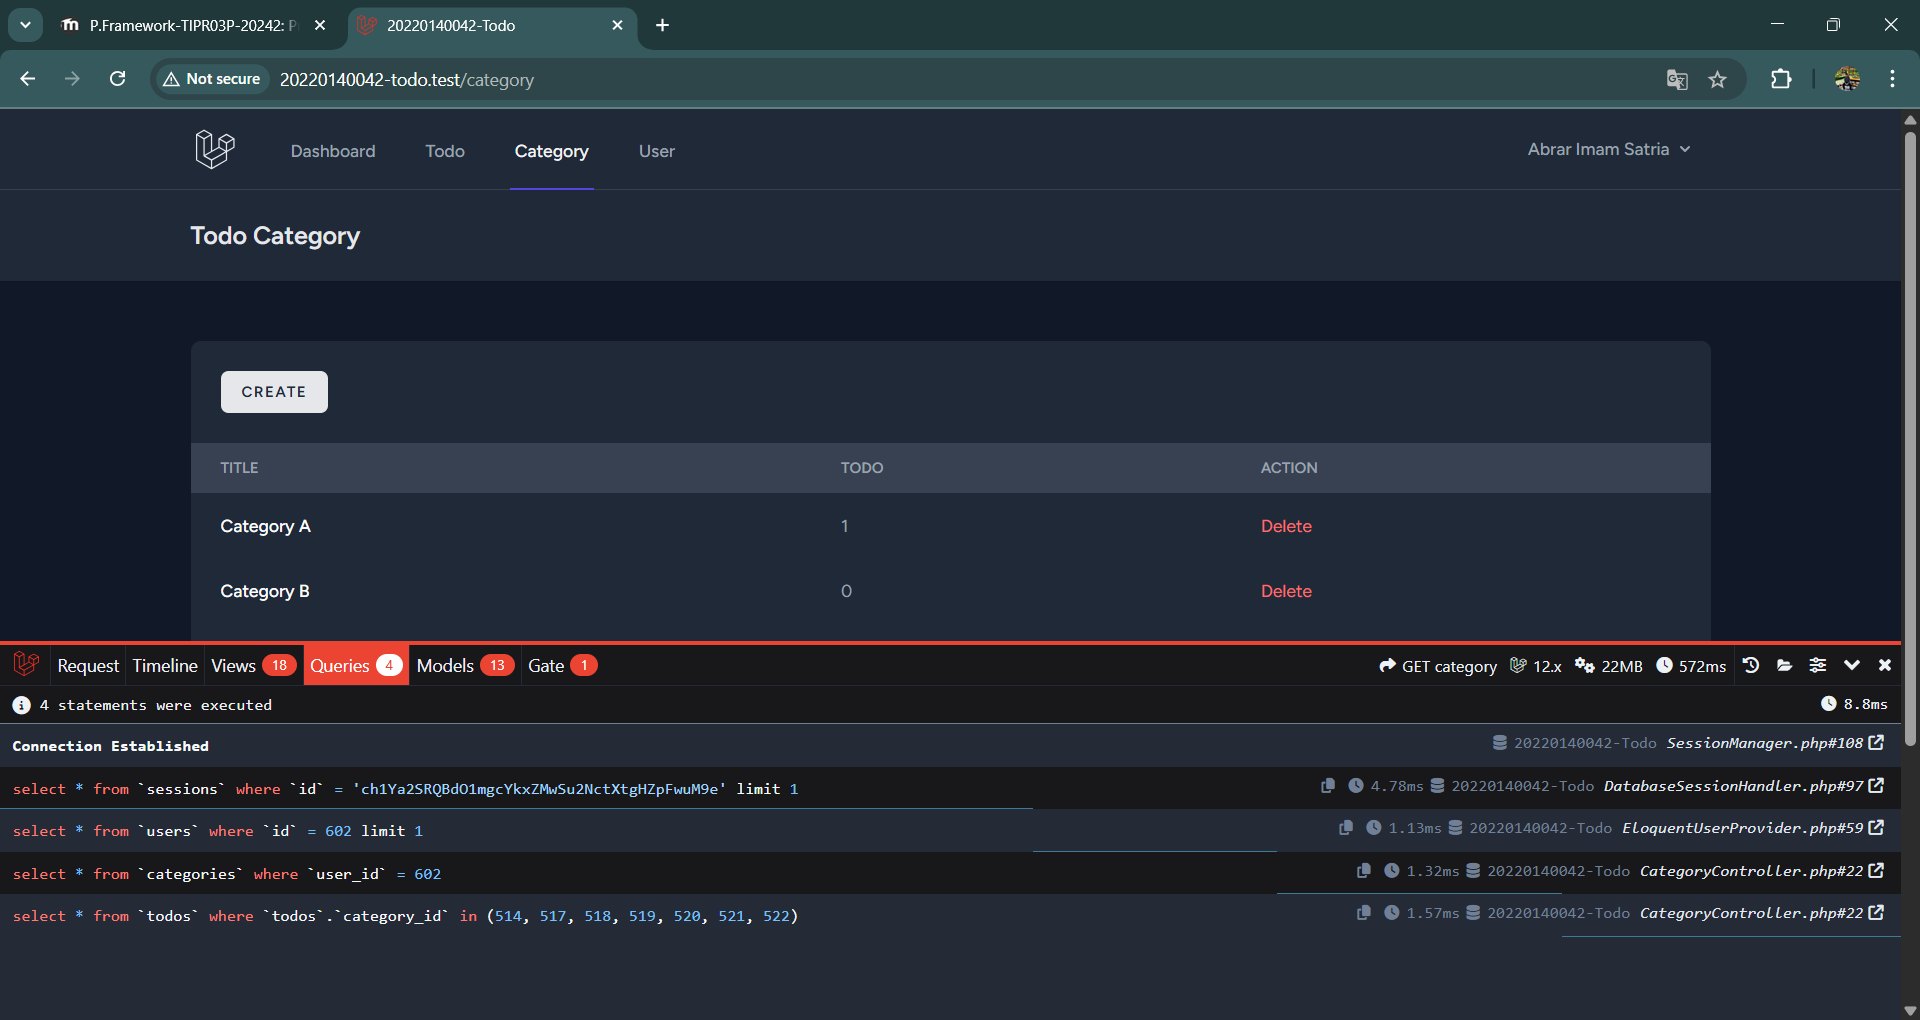 P.Framework-TIPR03P-20242: P
20220140042-Todo
Not secure
20220140042-todo.test/category
Dashboard
Todo
Category
User
Abrar Imam Satria
Todo Category
CREATE
TITLE
TODO
ACTION
Category A
1
Delete
Category B
0
Delete
Request
Timeline
Views 18
Queries 4
Models 13
Gate 1
GET category
12.x
22MB
572ms
4 statements were executed
8.8ms
Connection Established
20220140042-Todo SessionManager.php#108
select * from `sessions` where `id` = 'ch1Ya2SRQBdO1mgcYkxZMwSu2NctXtgHZpFwuM9e' limit 1
4.78ms 20220140042-Todo DatabaseSessionHandler.php#97
select * from `users` where `id` = 602 limit 1
1.13ms 20220140042-Todo EloquentUserProvider.php#59
select * from `categories` where `user_id` = 602
1.32ms 20220140042-Todo CategoryController.php#22
select * from `todos` where `todos`.`category_id` in (514, 517, 518, 519, 520, 521, 522)
1.57ms 20220140042-Todo CategoryController.php#22